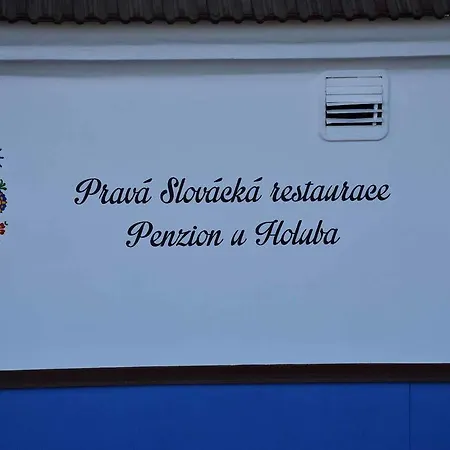 Pravá Slovácká restaurace
Penzion u Holuba